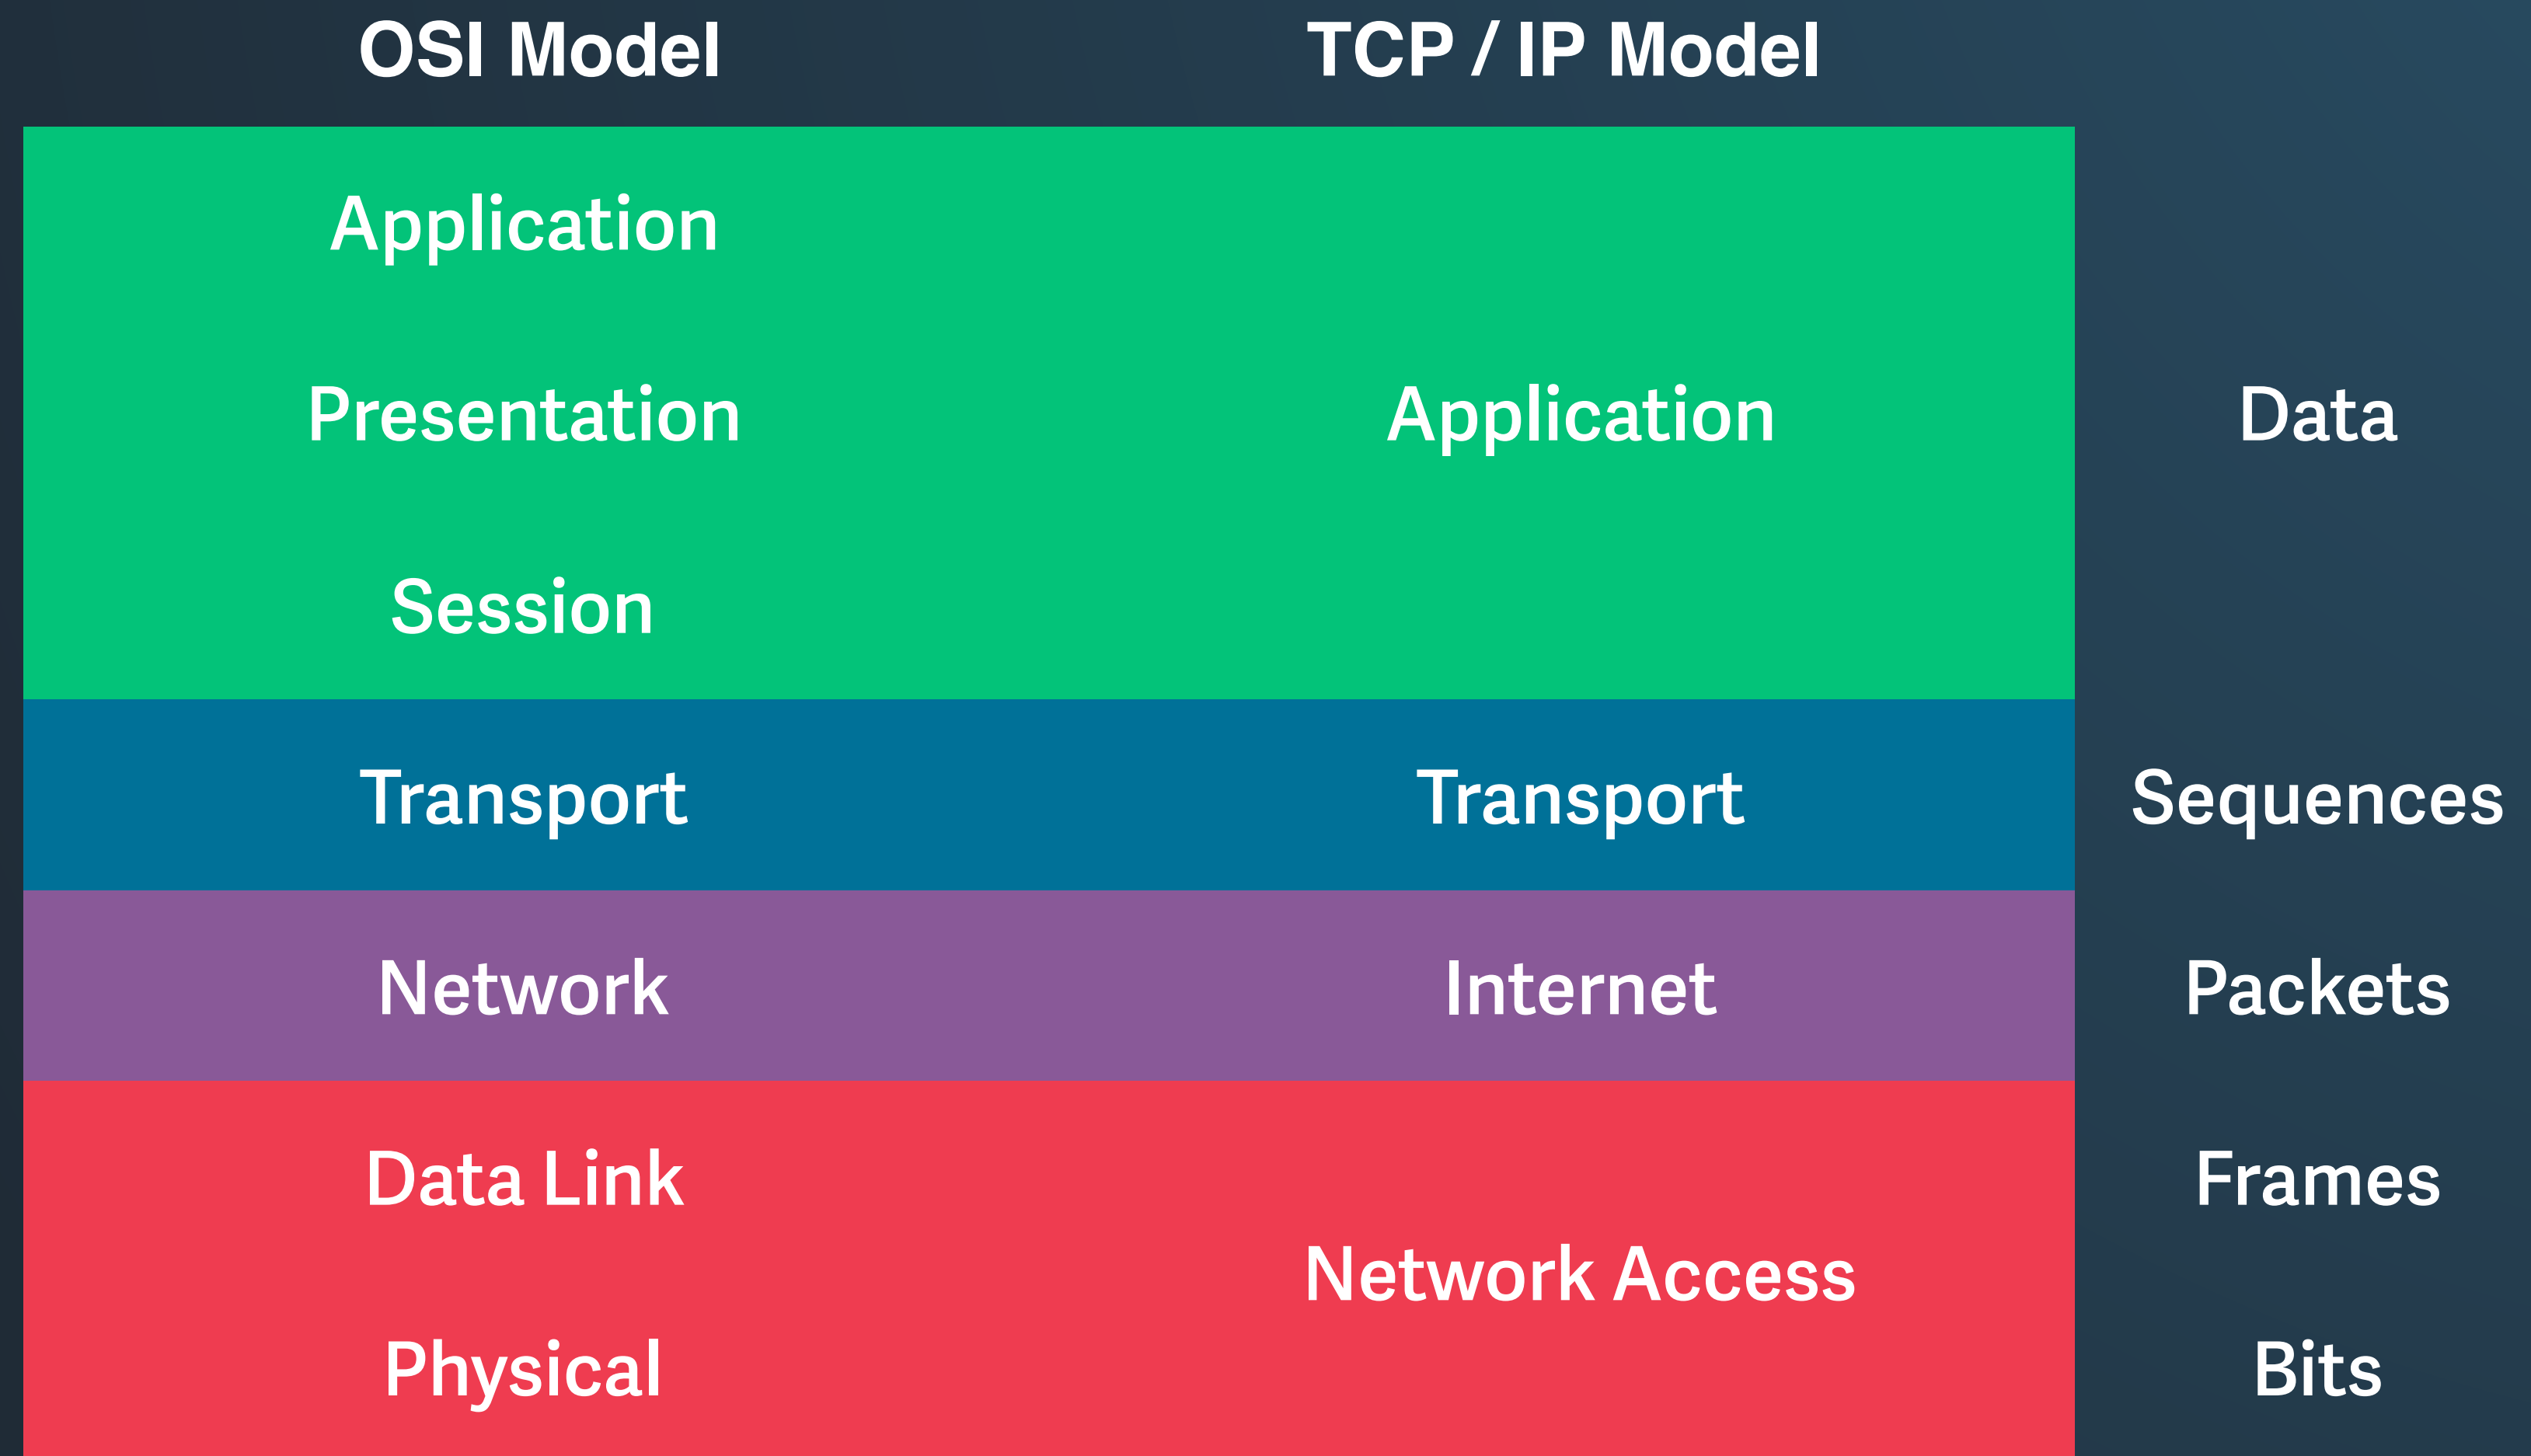 OSI Model TCP / IP Model
Application
Presentation Application Data
Session
Transport Transport Sequences
Network Internet Packets
Data Link Frames
Network Access
Physical Bits